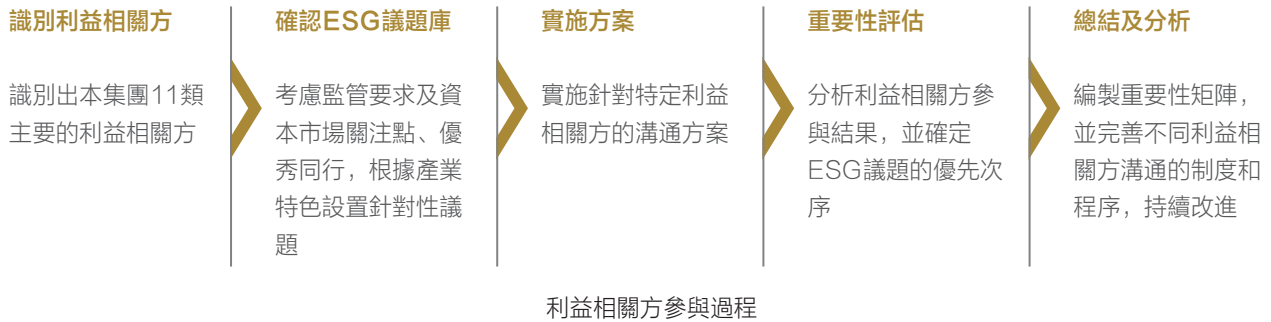 識別利益相關方
識別出本集團11類
主要的利益相關方
確認ESG議題庫
考慮監管要求及資
本市場關注點、優
秀同行，根據產業
特色設置針對性議
題
實施方案
實施針對特定利益
相關方的溝通方案
重要性評估
分析利益相關方參
與結果，並確定
ESG議題的優先次
序
總結及分析
編製重要性矩陣，
並完善不同利益相
關方溝通的制度和
程序，持續改進
利益相關方參與過程